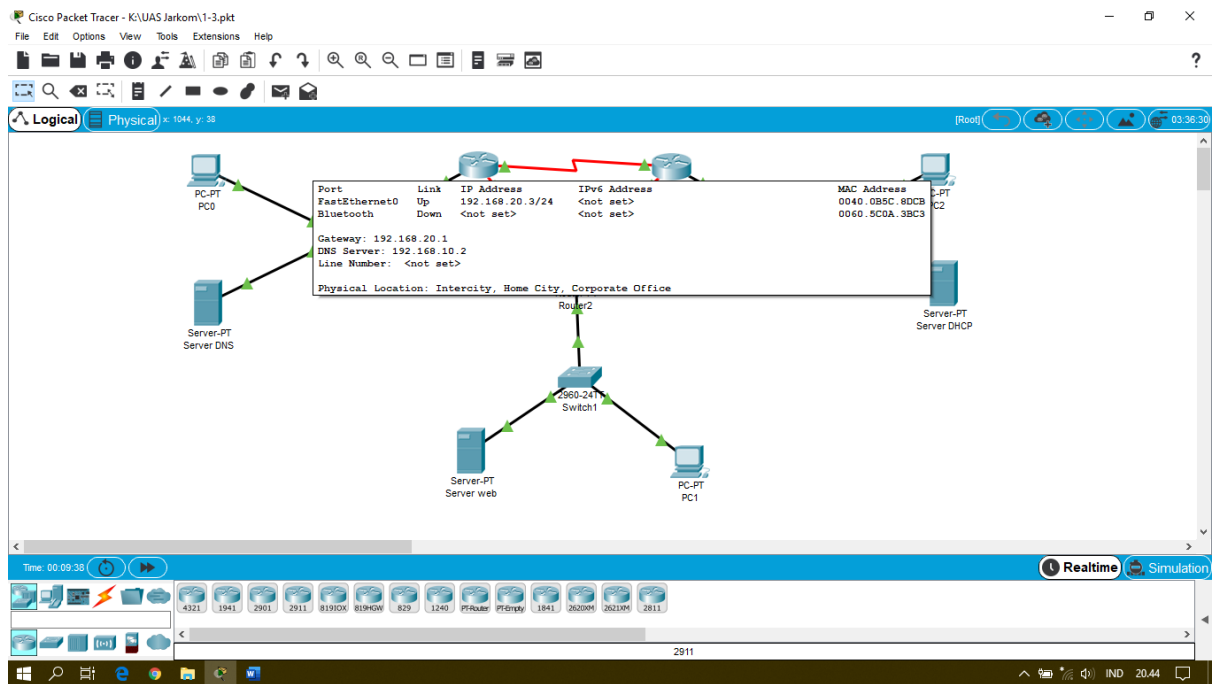 Cisco Packet Tracer - K:\UAS Jarkom\1-3.pkt
File Edit Options View Tools Extensions Help
Logical Physical x: 1044, y: 38 [Root] 03:36:30
PC-PT
PC0
Port Link IP Address IPv6 Address MAC Address
FastEthernet0 Up 192.168.20.3/24 <not set> 0040.0B5C.8DCB
Bluetooth Down <not set> <not set> 0060.5C0A.3BC3
Gateway: 192.168.20.1
DNS Server: 192.168.10.2
Line Number: <not set>
Physical Location: Intercity, Home City, Corporate Office
Router2
Server-PT
Server DNS
Server-PT
Server DHCP
2960-24TT
Switch1
Server-PT
Server web
PC-PT
PC1
Time: 00:09:38 Realtime Simulation
4321 1941 2901 2911 819IOX 819HGW 829 1240 PT-Router PT-Empty 1841 2620XM 2621XM 2811
2911
IND 20.44